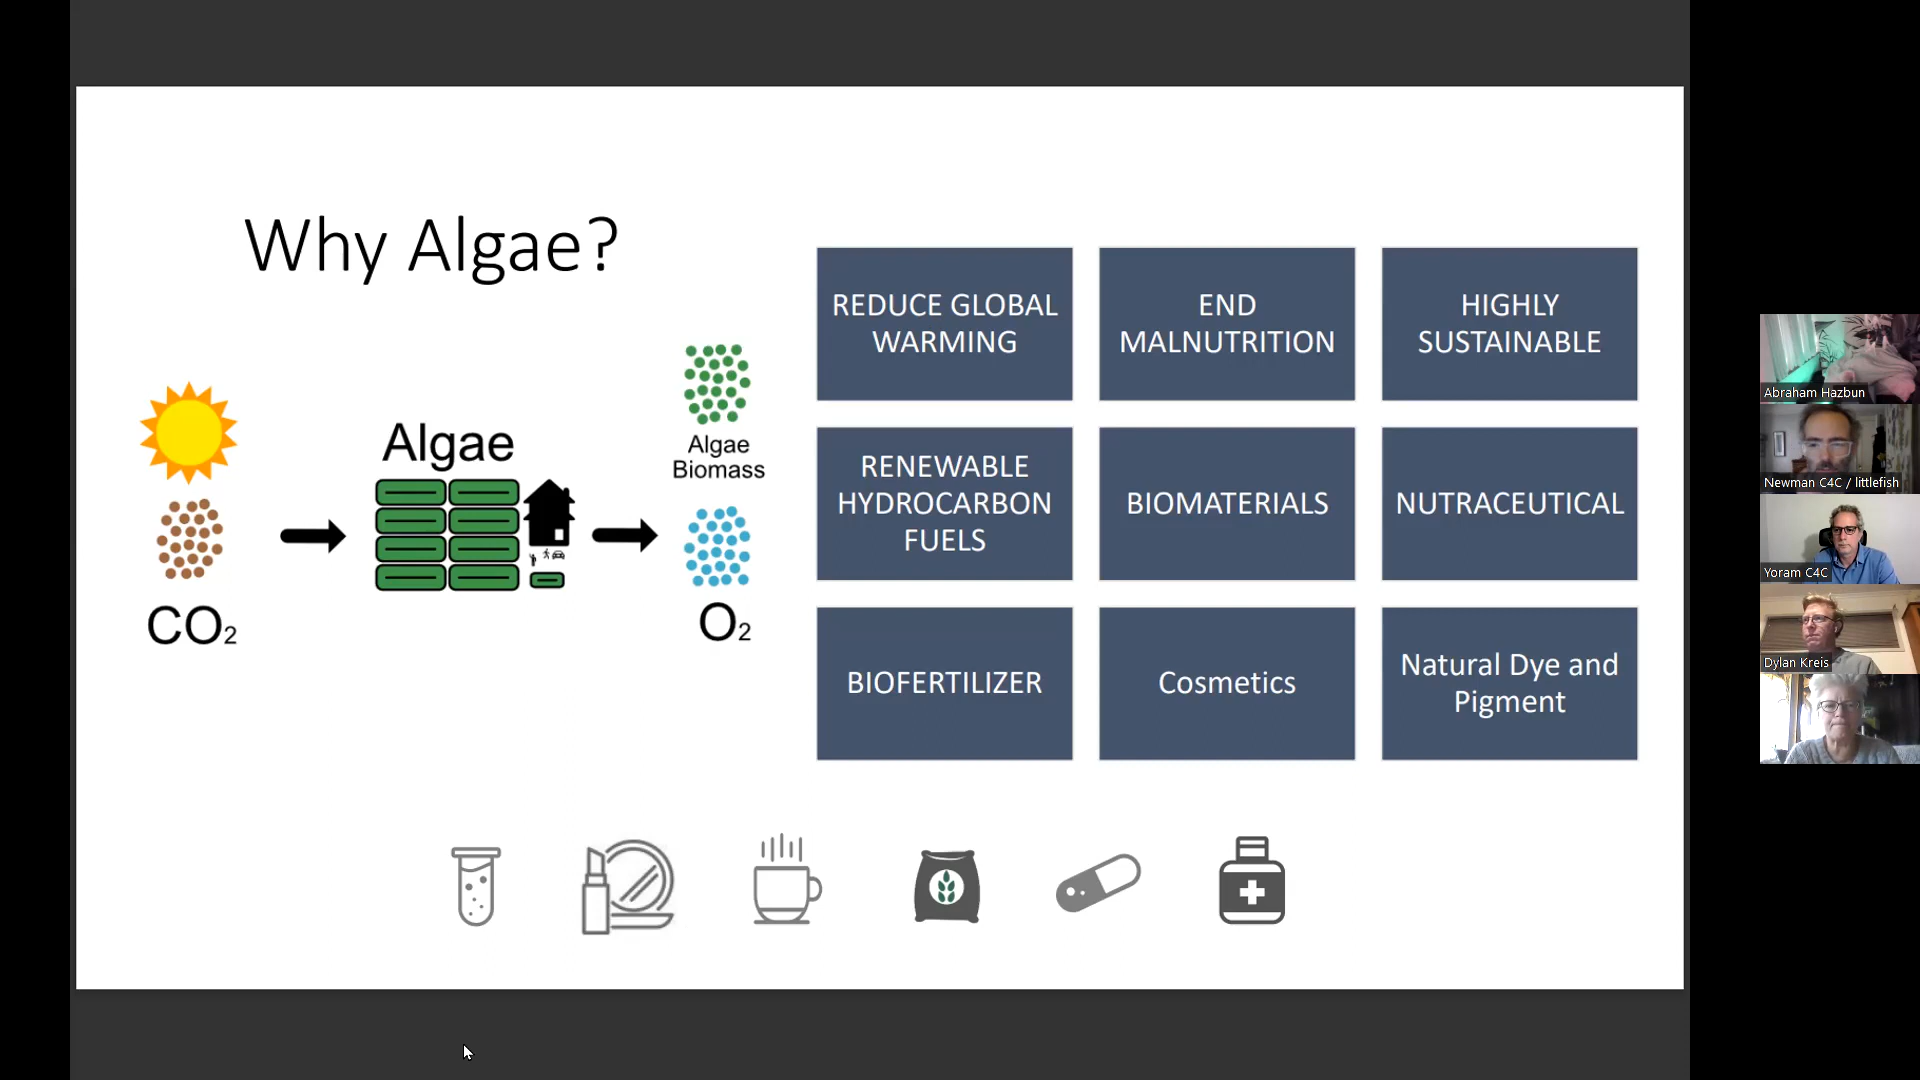 Why Algae?
CO2
Algae
Algae
Biomass
O2
REDUCE GLOBAL
WARMING
END
MALNUTRITION
HIGHLY
SUSTAINABLE
RENEWABLE
HYDROCARBON
FUELS
BIOMATERIALS
NUTRACEUTICAL
BIOFERTILIZER
Cosmetics
Natural Dye and
Pigment
Abraham Hazbun
Newman C4C / littlefish
Yoram C4C
Dylan Kreis